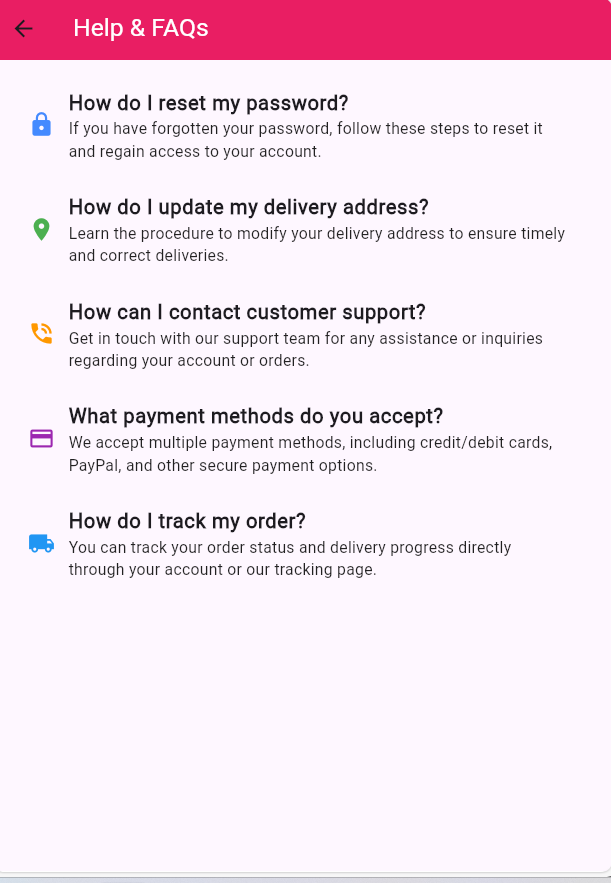 Help & FAQs
How do I reset my password?
If you have forgotten your password, follow these steps to reset it
and regain access to your account.
How do I update my delivery address?
Learn the procedure to modify your delivery address to ensure timely
and correct deliveries.
How can I contact customer support?
Get in touch with our support team for any assistance or inquiries
regarding your account or orders.
What payment methods do you accept?
We accept multiple payment methods, including credit/debit cards,
PayPal, and other secure payment options.
How do I track my order?
You can track your order status and delivery progress directly
through your account or our tracking page.